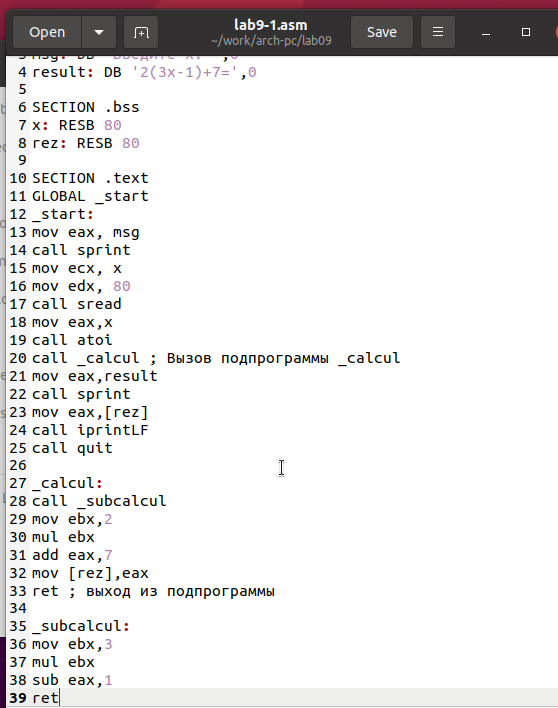 Open
lab9-1.asm
~/work/arch-pc/lab09
Save
4 result: DB '2(3x-1)+7=',0
5
6 SECTION .bss
7 x: RESB 80
8 rez: RESB 80
9
10 SECTION .text
11 GLOBAL _start
12 _start:
13 mov eax, msg
14 call sprint
15 mov ecx, x
16 mov edx, 80
17 call sread
18 mov eax,x
19 call atoi
20 call _calcul ; Вызов подпрограммы _calcul
21 mov eax,result
22 call sprint
23 mov eax,[rez]
24 call iprintLF
25 call quit
26
27 _calcul:
28 call _subcalcul
29 mov ebx,2
30 mul ebx
31 add eax,7
32 mov [rez],eax
33 ret ; выход из подпрограммы
34
35 _subcalcul:
36 mov ebx,3
37 mul ebx
38 sub eax,1
39 ret